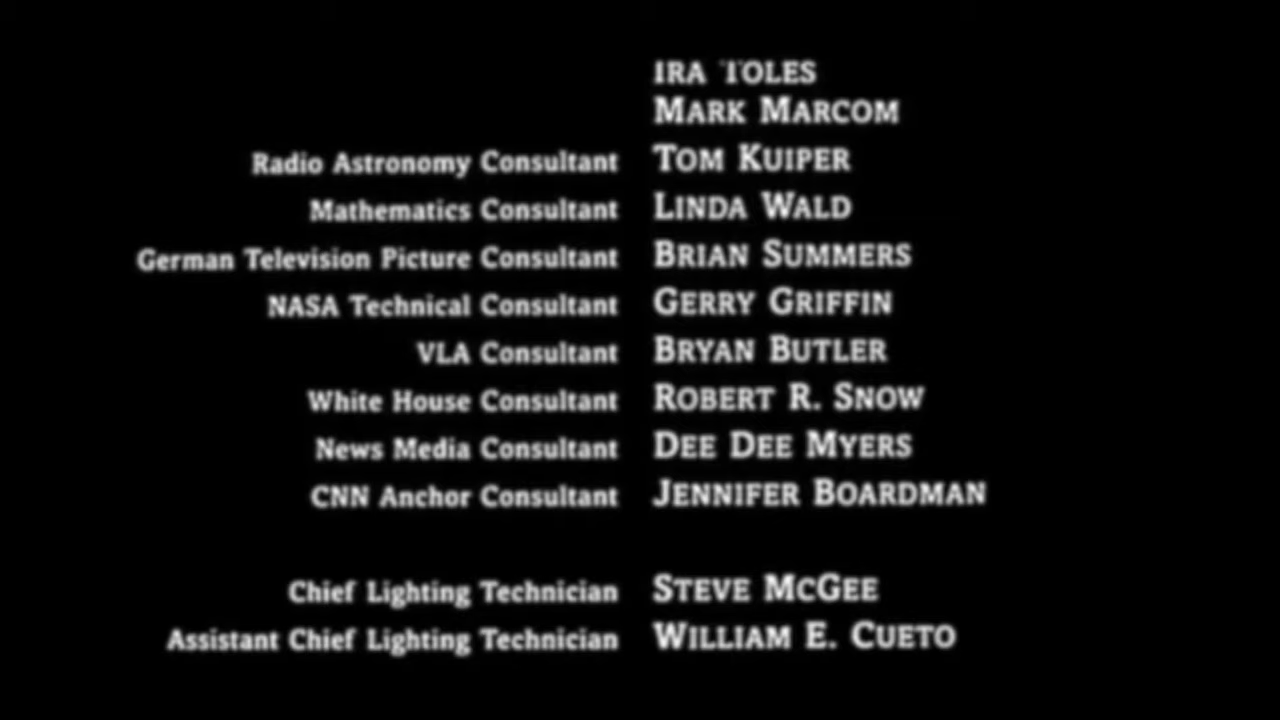 IRA TOLES
MARK MARCOM
Radio Astronomy Consultant TOM KUIPER
Mathematics Consultant LINDA WALD
German Television Picture Consultant BRIAN SUMMERS
NASA Technical Consultant GERRY GRIFFIN
VLA Consultant BRYAN BUTLER
White House Consultant ROBERT R. SNOW
News Media Consultant DEE DEE MYERS
CNN Anchor Consultant JENNIFER BOARDMAN
Chief Lighting Technician STEVE MCGEE
Assistant Chief Lighting Technician WILLIAM E. CUETO